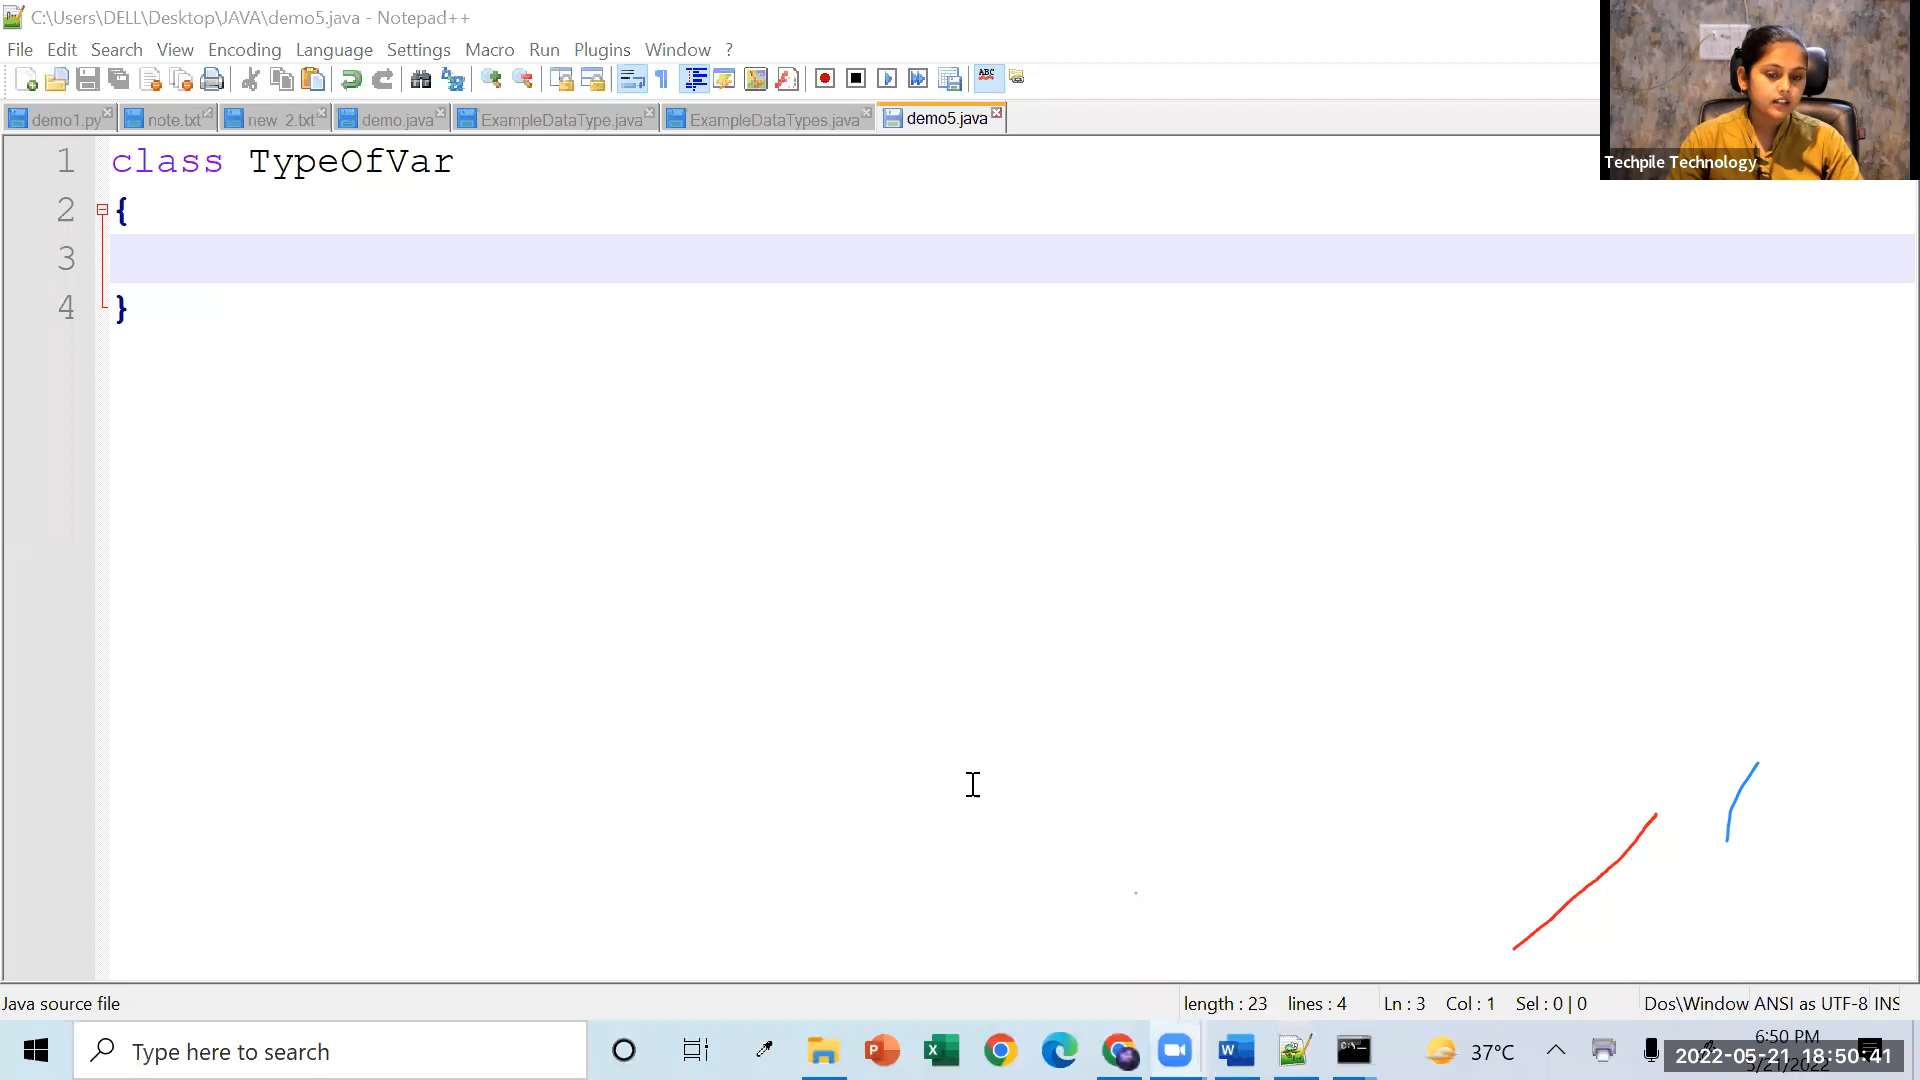 C:\Users\DELL\Desktop\JAVA\demo5.java - Notepad++
File Edit Search View Encoding Language Settings Macro Run Plugins Window ?
ABC
demo1.py note.txt new 2.txt demo.java ExampleDataType.java ExampleDataTypes.java demo5.java
Techpile Technology
1 class TypeOfVar
2 {
3
4 }
Java source file length : 23 lines : 4 Ln : 3 Col : 1 Sel : 0 | 0 Dos\Window ANSI as UTF-8 INS
Type here to search 37°C 6:50 PM
2022-05-21 18:50:41